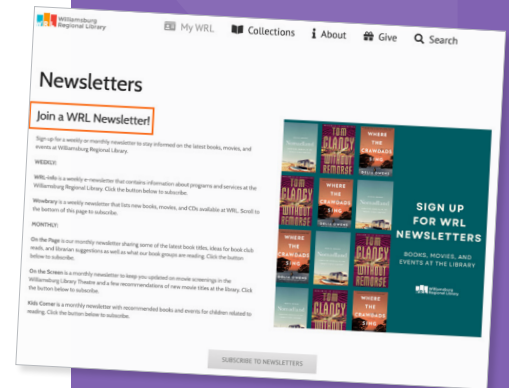 Williamsburg
Regional Library
My WRL
Collections
About
Give
Search
Newsletters
Join a WRL Newsletter!
Sign up for a weekly or monthly newsletter to stay informed on the latest books, movies, and
events at Williamsburg Regional Library.
WEEKLY:
WRL-info is a weekly e-newsletter that contains information about programs and services at the
Williamsburg Regional Library. Click the button below to subscribe.
Wowbrary is a weekly newsletter that lists new books, movies, and CDs available at WRL. Scroll to
the bottom of this page to subscribe.
MONTHLY:
On the Page is our monthly newsletter sharing some of the latest book titles, ideas for book club
reads, and librarian suggestions as well as what our book groups are reading. Click the button
below to subscribe.
On the Screen is a monthly newsletter to keep you updated on movie screenings in the
Williamsburg Library Theatre and a few recommendations of new movie titles at the library. Click
the button below to subscribe.
Kids Corner is a monthly newsletter with recommended books and events for children related to
reading. Click the button below to subscribe.
TOM
CLANCY
WITHOUT
REMORSE
WHERE
THE
CRAWDADS
SING
SIGN UP
FOR WRL
NEWSLETTERS
BOOKS, MOVIES, AND
EVENTS AT THE LIBRARY
Williamsburg
Regional Library
SUBSCRIBE TO NEWSLETTERS